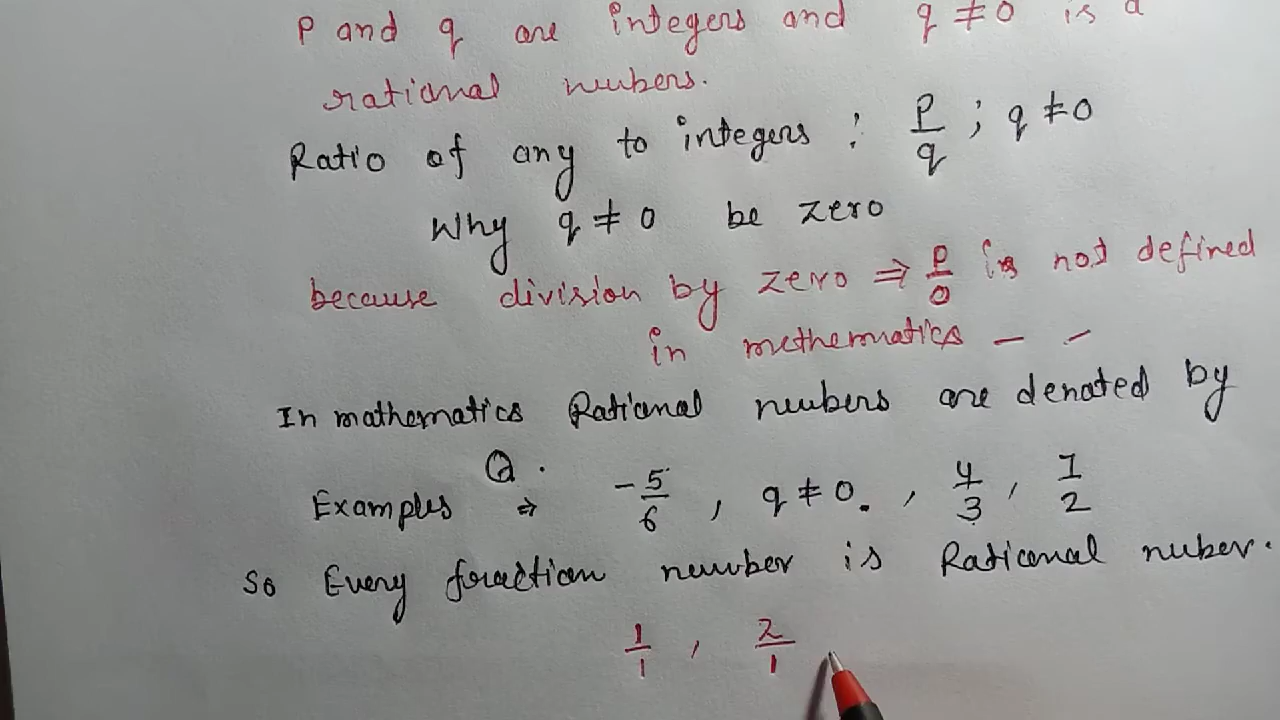 P and q are integers and q ≠ 0 is a
rational nubers.
Ratio of any to integers : P/q ; q ≠ 0
Why q ≠ 0 be zero
because division by zero ⇒ P/0 is not defined
in methematics - -
In mathematics Rational nubers are denated by
Q.
Examples ⇒ -5/6 , q ≠ 0. , 4/3 , 1/2
So Every fraction number is Rational nuber.
1/1 , 2/1